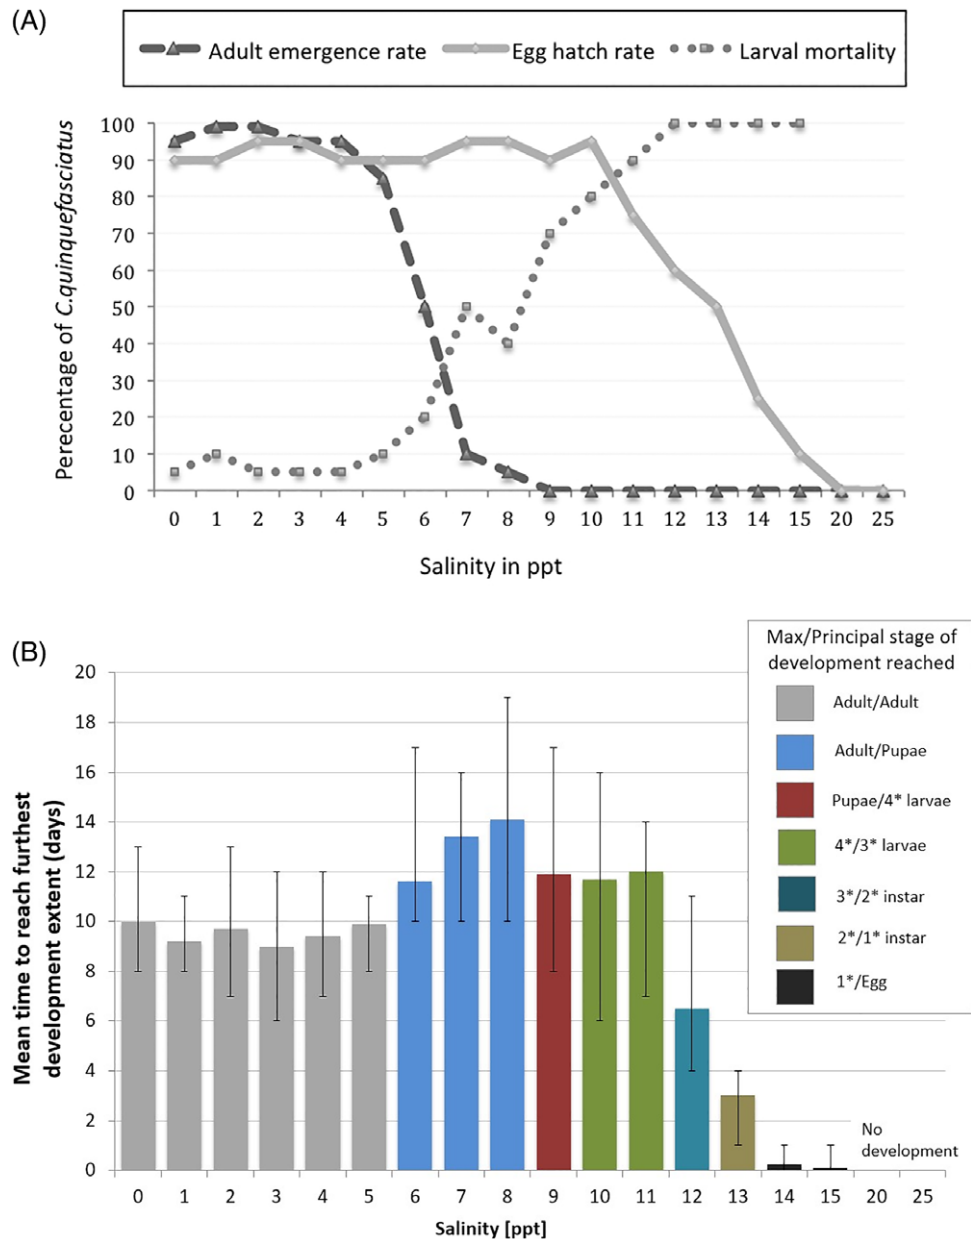 (A)
Adult emergence rate Egg hatch rate Larval mortality
Perecentage of C.quinquefasciatus
100
90
80
70
60
50
40
30
20
10
0
0 1 2 3 4 5 6 7 8 9 10 11 12 13 14 15 20 25
Salinity in ppt
(B)
Max/Principal stage of
development reached
Adult/Adult
Adult/Pupae
Pupae/4* larvae
4*/3* larvae
3*/2* instar
2*/1* instar
1*/Egg
Mean time to reach furthest
development extent (days)
20
18
16
14
12
10
8
6
4
2
0
No
development
0 1 2 3 4 5 6 7 8 9 10 11 12 13 14 15 20 25
Salinity [ppt]